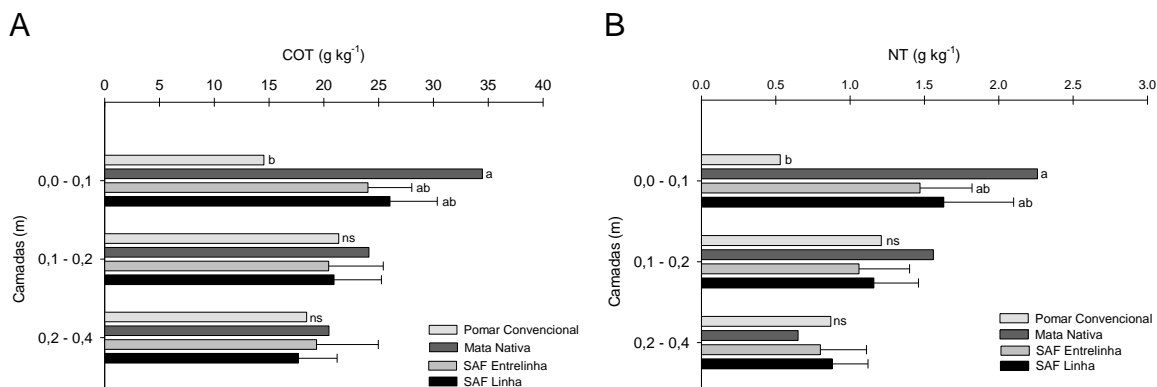 A
COT (g kg-1)
0 5 10 15 20 25 30 35 40
Camadas (m)
0,0 - 0,1
b
a
ab
ab
0,1 - 0,2
ns
0,2 - 0,4
ns
Pomar Convencional
Mata Nativa
SAF Entrelinha
SAF Linha
B
NT (g kg-1)
0.0 0.5 1.0 1.5 2.0 2.5 3.0
Camadas (m)
0,0 - 0,1
b
a
ab
ab
0,1 - 0,2
ns
0,2 - 0,4
ns
Pomar Convencional
Mata Nativa
SAF Entrelinha
SAF Linha